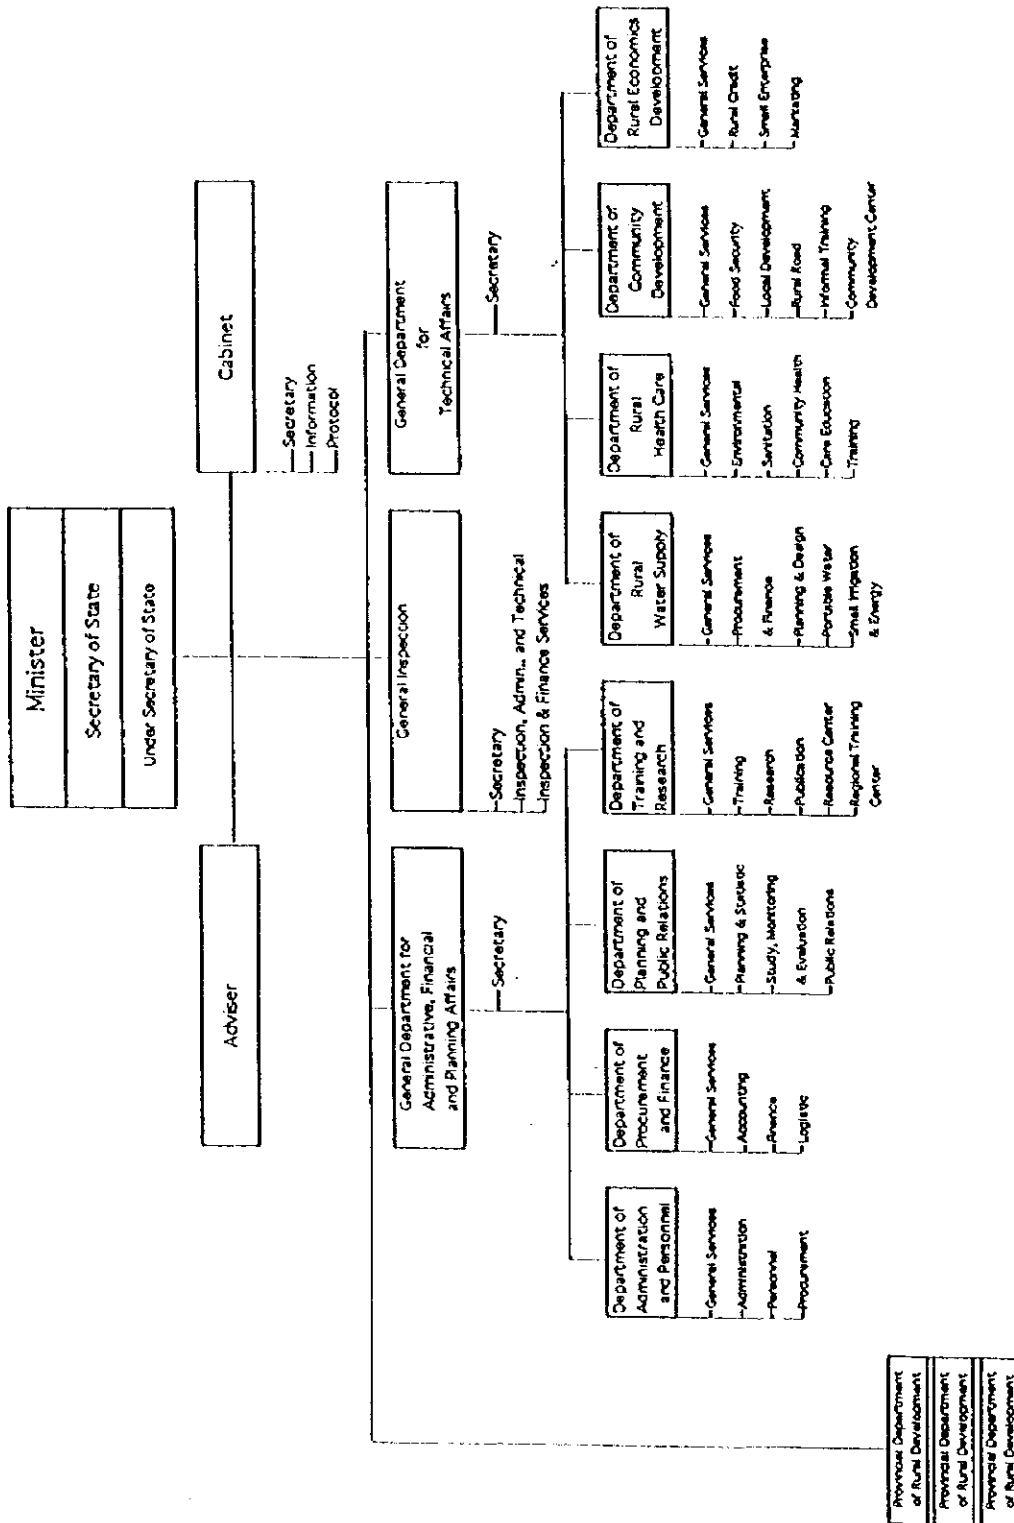 Minister
Secretary of State
Under Secretary of State
Adviser
Cabinet
Secretary
Information
Protocol
General Department for
Administrative, Financial
and Planning Affairs
Secretary
General Inspection
Secretary
Inspection, Admin.. and Technical
Inspection & Finance Services
General Department
for
Technical Affairs
Secretary
Department of
Administration
and Personnel
General Services
Administration
Personnel
Procurement
Department of
Procurement
and Finance
General Services
Accounting
Finance
Logistic
Department of
Planning and
Public Relations
General Services
Planning & Statistic
Study, Monitoring
& Evaluation
Public Relations
Department of
Training and
Research
General Services
Training
Research
Publication
Resource Center
Regional Training
Center
Department of
Rural
Water Supply
General Services
Procurement
& Finance
Planning & Design
Portable Water
Small Irrigation
& Energy
Department of
Rural
Health Care
General Services
Environmental
Sanitation
Community Health
Care Education
Training
Department of
Community
Development
General Services
Food Security
Local Development
Rural Road
Informal Training
Community
Development Center
Department of
Rural Economics
Development
General Services
Rural Credit
Small Enterprise
Marketing
Provincial Department
of Rural Development
Provincial Department
of Rural Development
Provincial Department
of Rural Development